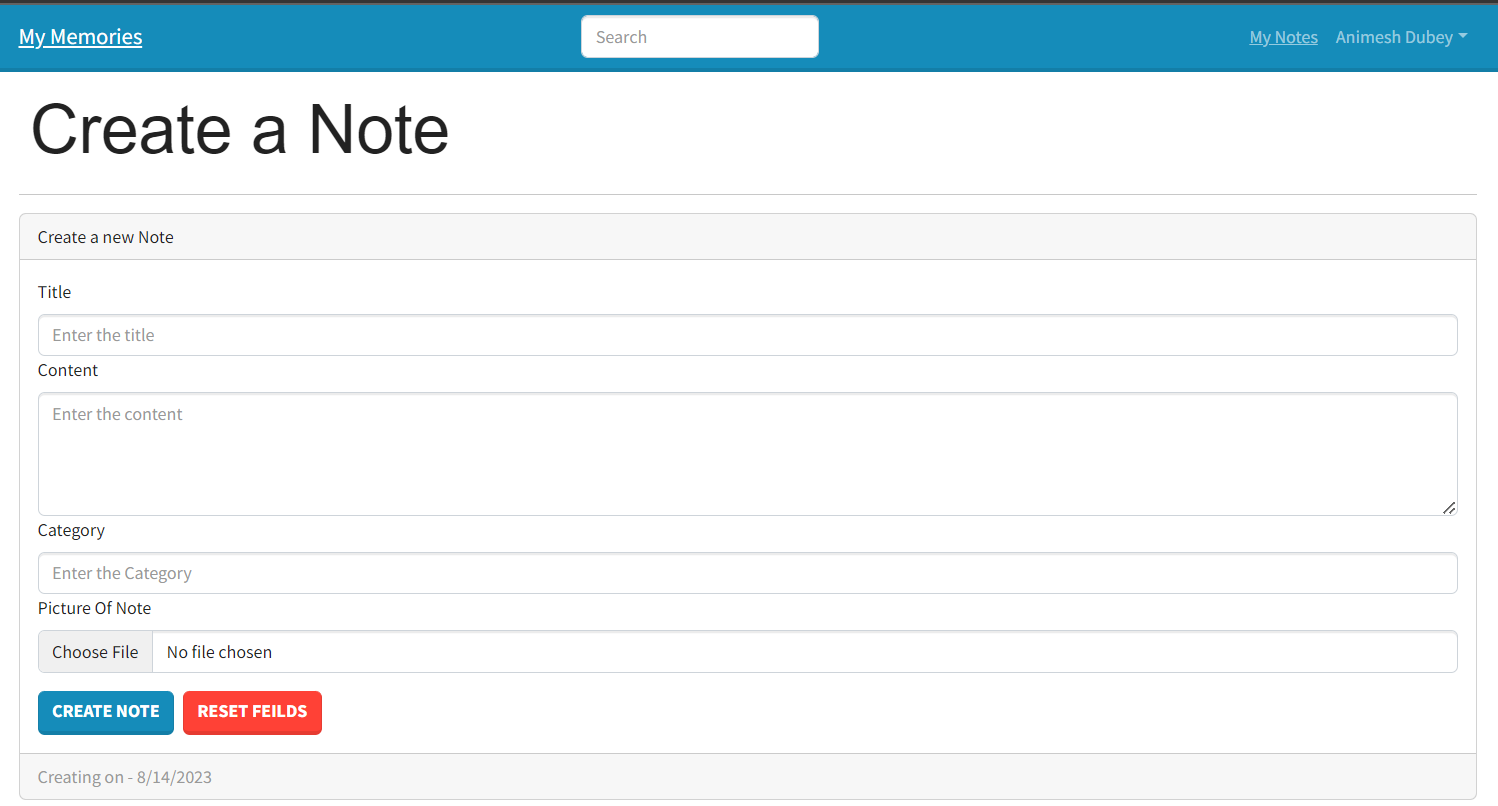 My Memories
Search
My Notes
Animesh Dubey
Create a Note
Create a new Note
Title
Enter the title
Content
Enter the content
Category
Enter the Category
Picture Of Note
Choose File No file chosen
CREATE NOTE
RESET FEILDS
Creating on - 8/14/2023